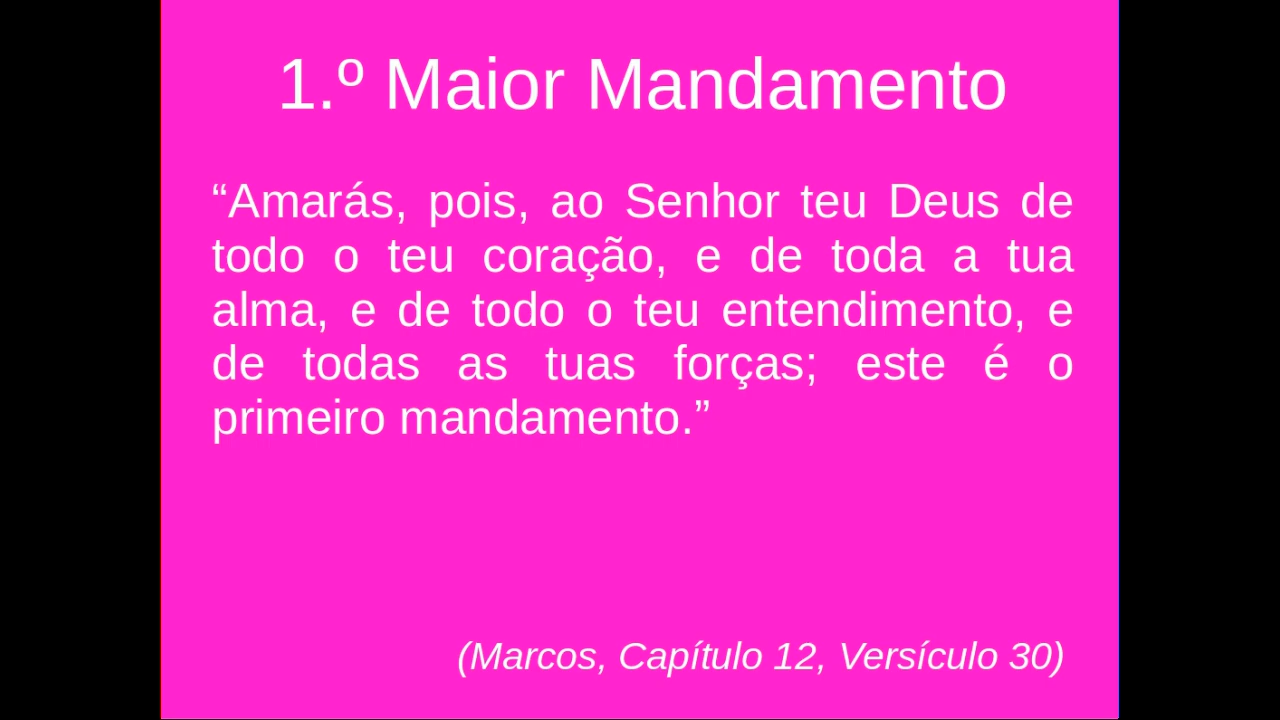 1.º Maior Mandamento
“Amarás, pois, ao Senhor teu Deus de
todo o teu coração, e de toda a tua
alma, e de todo o teu entendimento, e
de todas as tuas forças; este é o
primeiro mandamento.”
(Marcos, Capítulo 12, Versículo 30)